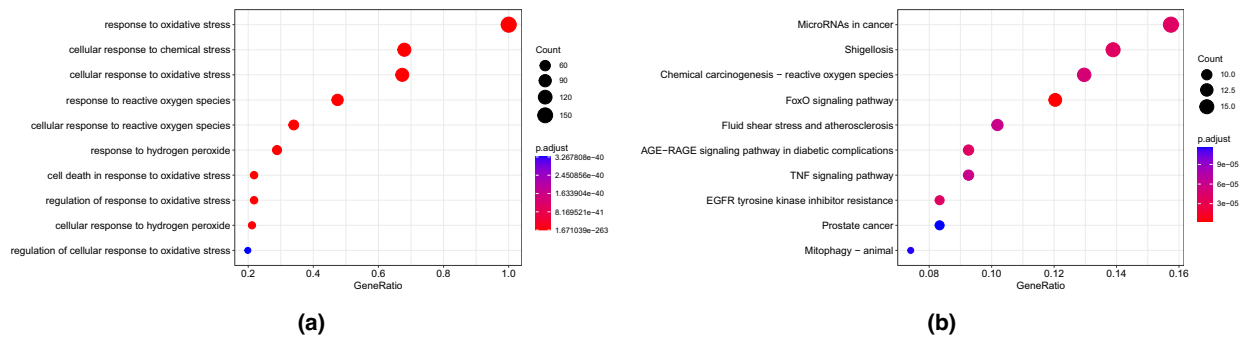 response to oxidative stress
cellular response to chemical stress
cellular response to oxidative stress
response to reactive oxygen species
cellular response to reactive oxygen species
response to hydrogen peroxide
cell death in response to oxidative stress
regulation of response to oxidative stress
cellular response to hydrogen peroxide
regulation of cellular response to oxidative stress
0.2 0.4 0.6 0.8 1.0
GeneRatio
Count
60
90
120
150
p.adjust
3.267808e−40
2.450856e−40
1.633904e−40
8.169521e−41
1.671039e−263
(a)
MicroRNAs in cancer
Shigellosis
Chemical carcinogenesis − reactive oxygen species
FoxO signaling pathway
Fluid shear stress and atherosclerosis
AGE−RAGE signaling pathway in diabetic complications
TNF signaling pathway
EGFR tyrosine kinase inhibitor resistance
Prostate cancer
Mitophagy − animal
0.08 0.10 0.12 0.14 0.16
GeneRatio
Count
10.0
12.5
15.0
p.adjust
9e−05
6e−05
3e−05
(b)